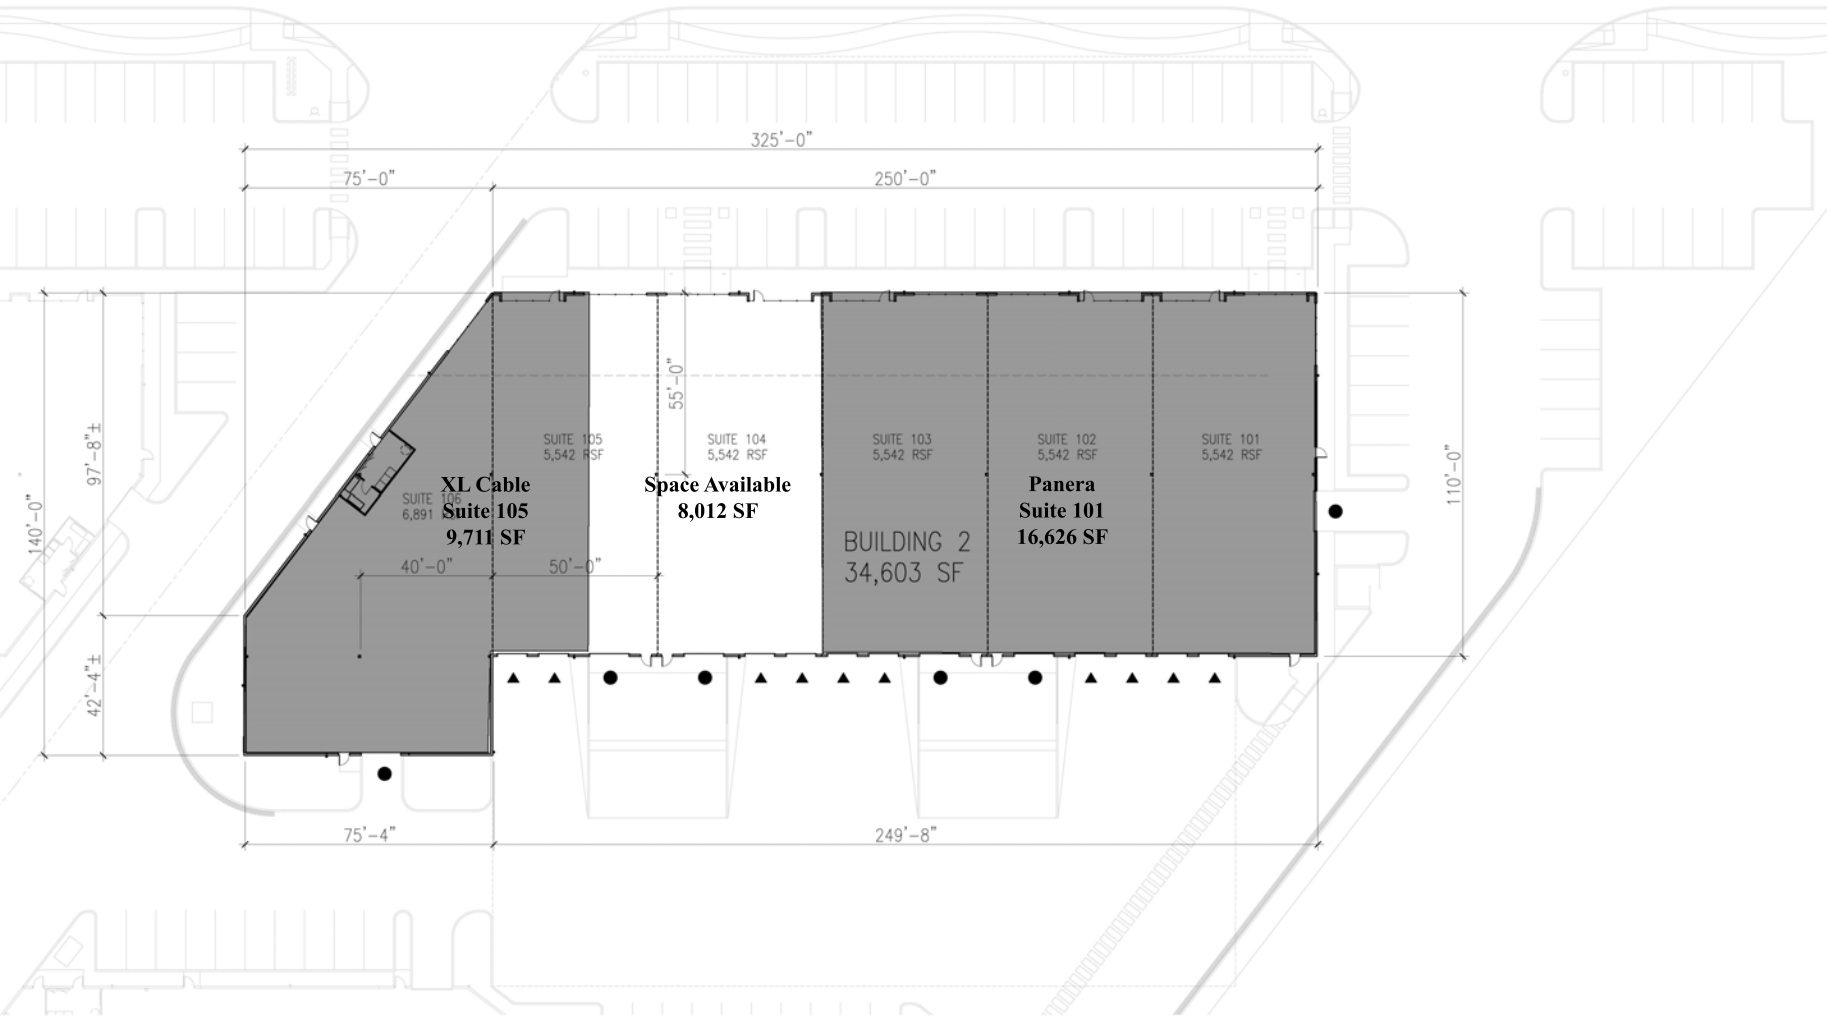 325'-0"
75'-0"
250'-0"
55'-0"
97'-8"±
140'-0"
42'-4"±
110'-0"
SUITE 105
5,542 RSF
SUITE 104
5,542 RSF
SUITE 103
5,542 RSF
SUITE 102
5,542 RSF
SUITE 101
5,542 RSF
SUITE 106
6,891
XL Cable
Suite 105
9,711 SF
Space Available
8,012 SF
Panera
Suite 101
16,626 SF
BUILDING 2
34,603 SF
40'-0"
50'-0"
75'-4"
249'-8"